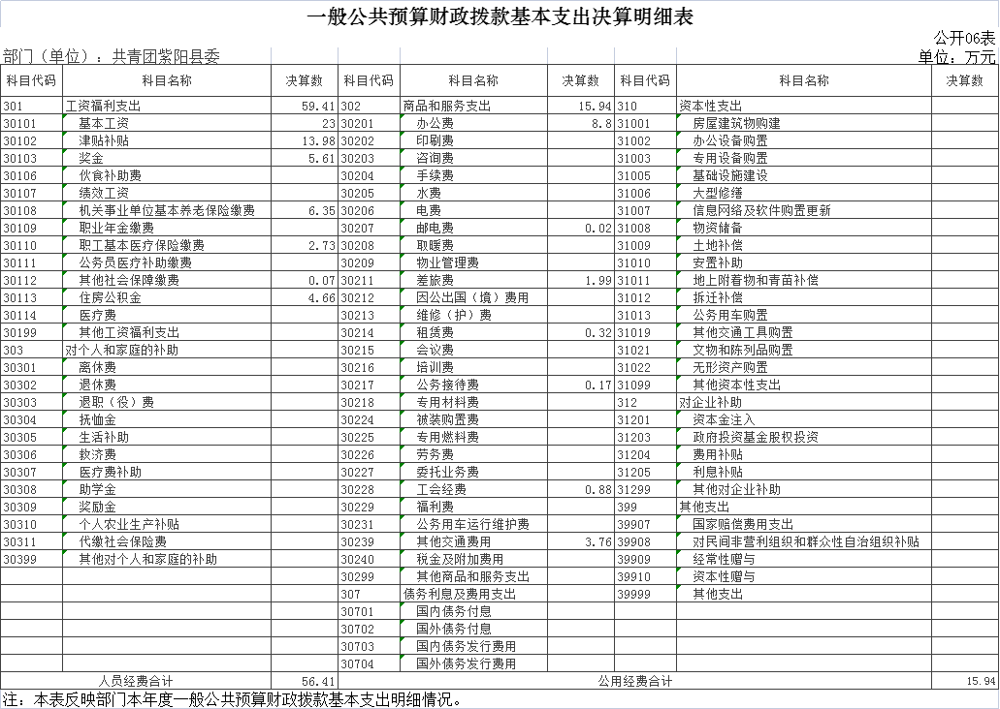 一般公共预算财政拨款基本支出决算明细表
公开06表
部门（单位）：共青团紫阳县委 单位：万元
科目代码 科目名称 决算数 科目代码 科目名称 决算数 科目代码 科目名称 决算数
301 工资福利支出 59.41 302 商品和服务支出 15.94 310 资本性支出
30101 基本工资 23 30201 办公费 8.8 31001 房屋建筑物购建
30102 津贴补贴 13.98 30202 印刷费 31002 办公设备购置
30103 奖金 5.61 30203 咨询费 31003 专用设备购置
30106 伙食补助费 30204 手续费 31005 基础设施建设
30107 绩效工资 30205 水费 31006 大型修缮
30108 机关事业单位基本养老保险缴费 6.35 30206 电费 31007 信息网络及软件购置更新
30109 职业年金缴费 30207 邮电费 0.02 31008 物资储备
30110 职工基本医疗保险缴费 2.73 30208 取暖费 31009 土地补偿
30111 公务员医疗补助缴费 30209 物业管理费 31010 安置补助
30112 其他社会保障缴费 0.07 30211 差旅费 1.99 31011 地上附着物和青苗补偿
30113 住房公积金 4.66 30212 因公出国（境）费用 31012 拆迁补偿
30114 医疗费 30213 维修（护）费 31013 公务用车购置
30199 其他工资福利支出 30214 租赁费 0.32 31019 其他交通工具购置
303 对个人和家庭的补助 30215 会议费 31021 文物和陈列品购置
30301 离休费 30216 培训费 31022 无形资产购置
30302 退休费 30217 公务接待费 0.17 31099 其他资本性支出
30303 退职（役）费 30218 专用材料费 312 对企业补助
30304 抚恤金 30224 被装购置费 31201 资本金注入
30305 生活补助 30225 专用燃料费 31203 政府投资基金股权投资
30306 救济费 30226 劳务费 31204 费用补贴
30307 医疗费补助 30227 委托业务费 31205 利息补贴
30308 助学金 30228 工会经费 0.88 31299 其他对企业补助
30309 奖励金 30229 福利费 399 其他支出
30310 个人农业生产补贴 30231 公务用车运行维护费 39907 国家赔偿费用支出
30311 代缴社会保险费 30239 其他交通费用 3.76 39908 对民间非营利组织和群众性自治组织补贴
30399 其他对个人和家庭的补助 30240 税金及附加费用 39909 经常性赠与
30299 其他商品和服务支出 39910 资本性赠与
307 债务利息及费用支出 39999 其他支出
30701 国内债务付息
30702 国外债务付息
30703 国内债务发行费用
30704 国外债务发行费用
人员经费合计 56.41 公用经费合计 15.94
注：本表反映部门本年度一般公共预算财政拨款基本支出明细情况。